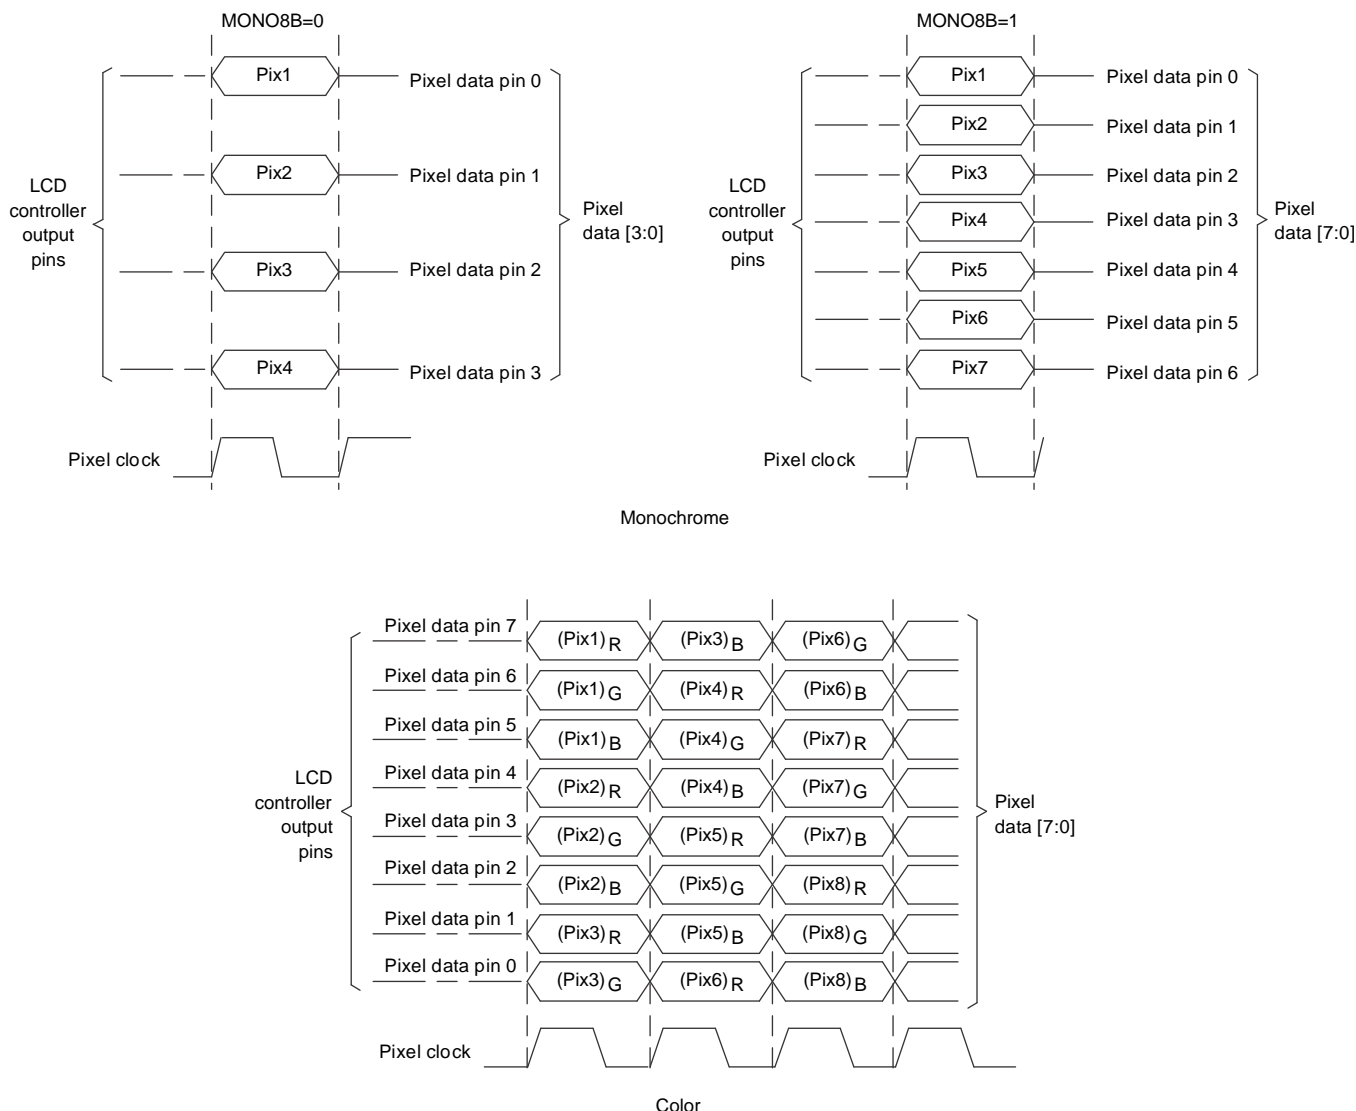 MONO8B=0
Pix1
Pixel data pin 0
Pix2
Pixel data pin 1
Pix3
Pixel data pin 2
Pix4
Pixel data pin 3
LCD
controller
output
pins
Pixel
data [3:0]
Pixel clock
MONO8B=1
Pix1
Pixel data pin 0
Pix2
Pixel data pin 1
Pix3
Pixel data pin 2
Pix4
Pixel data pin 3
Pix5
Pixel data pin 4
Pix6
Pixel data pin 5
Pix7
Pixel data pin 6
LCD
controller
output
pins
Pixel
data [7:0]
Pixel clock
Monochrome
Pixel data pin 7 (Pix1)R (Pix3)B (Pix6)G
Pixel data pin 6 (Pix1)G (Pix4)R (Pix6)B
Pixel data pin 5 (Pix1)B (Pix4)G (Pix7)R
Pixel data pin 4 (Pix2)R (Pix4)B (Pix7)G
Pixel data pin 3 (Pix2)G (Pix5)R (Pix7)B
Pixel data pin 2 (Pix2)B (Pix5)G (Pix8)R
Pixel data pin 1 (Pix3)R (Pix5)B (Pix8)G
Pixel data pin 0 (Pix3)G (Pix6)R (Pix8)B
LCD
controller
output
pins
Pixel
data [7:0]
Pixel clock
Color